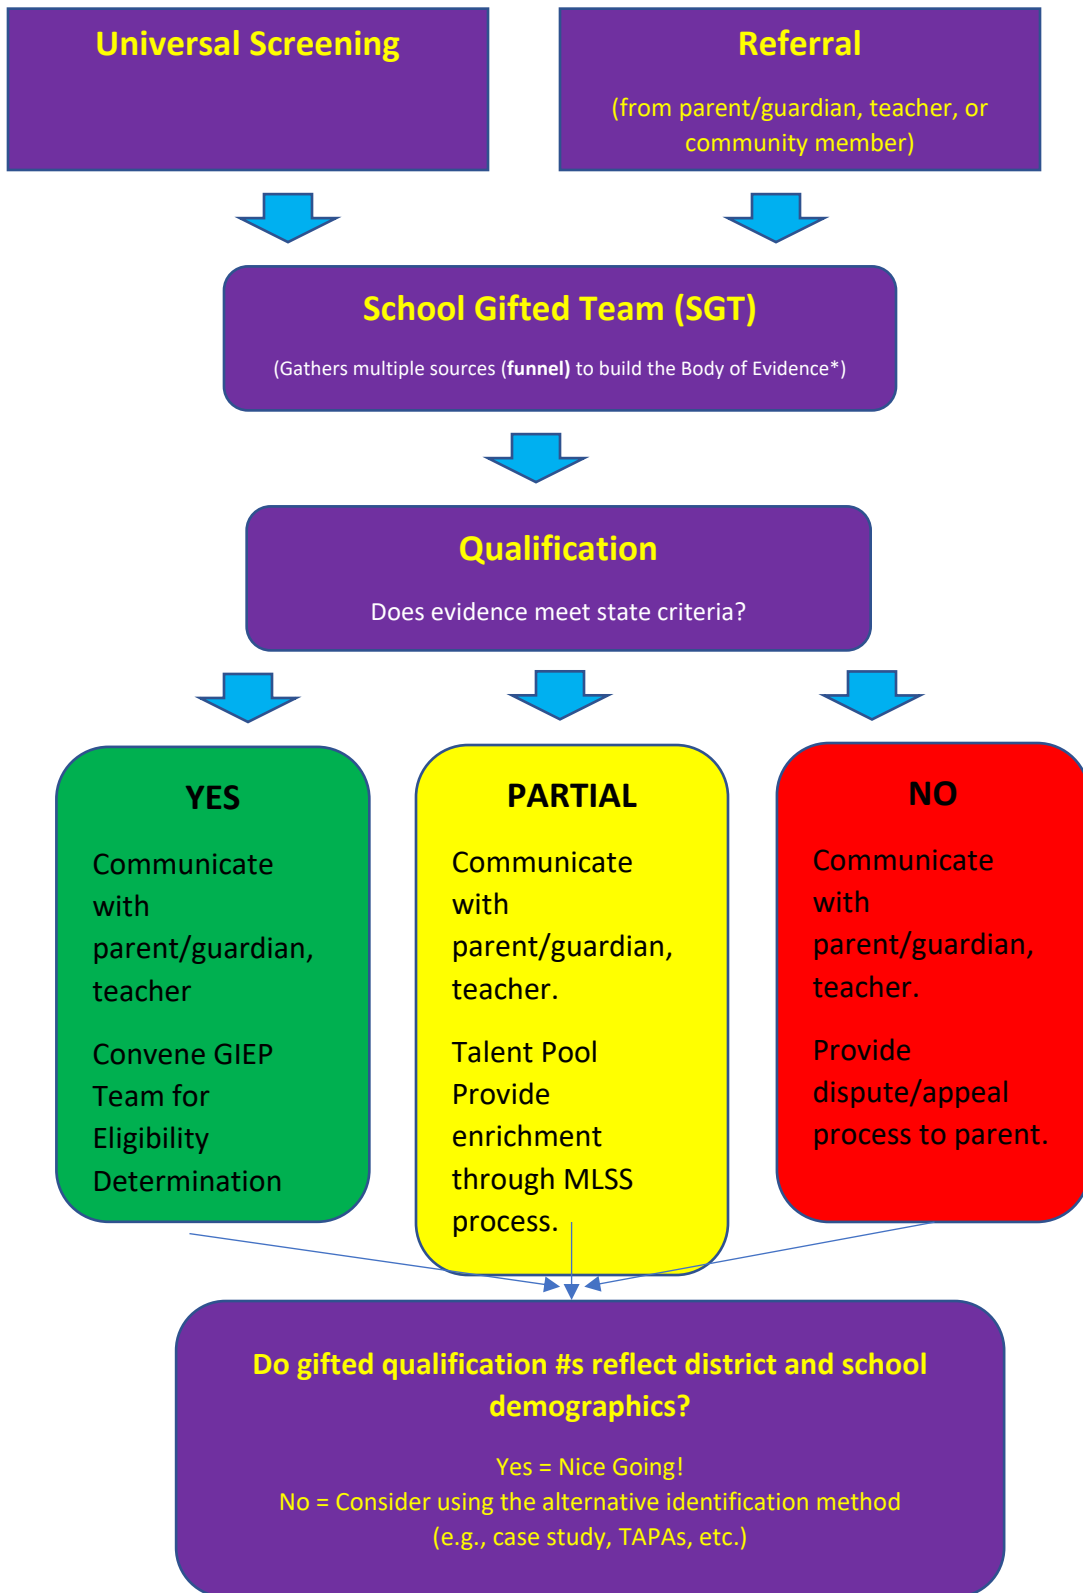 Universal Screening
Referral
(from parent/guardian, teacher, or
community member)
School Gifted Team (SGT)
(Gathers multiple sources (funnel) to build the Body of Evidence*)
Qualification
Does evidence meet state criteria?
YES
Communicate
with
parent/guardian,
teacher
Convene GIEP
Team for
Eligibility
Determination
PARTIAL
Communicate
with
parent/guardian,
teacher.
Talent Pool
Provide
enrichment
through MLSS
process.
NO
Communicate
with
parent/guardian,
teacher.
Provide
dispute/appeal
process to parent.
Do gifted qualification #s reflect district and school
demographics?
Yes = Nice Going!
No = Consider using the alternative identification method
(e.g., case study, TAPAs, etc.)